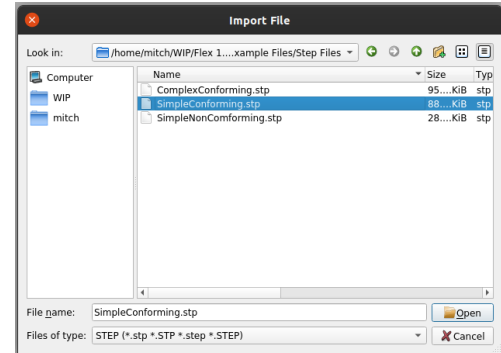 Import File
Look in: /home/mitch/WIP/Flex 1....xample Files/Step Files
Computer
WIP
mitch
Name Size Typ
ComplexConforming.stp 95....KiB stp
SimpleConforming.stp 88....KiB stp
SimpleNonComforming.stp 28....KiB stp
File name: SimpleConforming.stp Open
Files of type: STEP (*.stp *.STP *.step *.STEP) Cancel